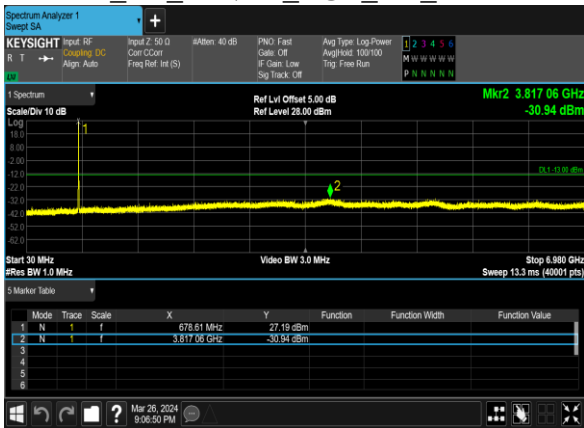 Spectrum Analyzer 1
Swept SA
KEYSIGHT Input: RF Input Z: 50 Ω #Atten: 40 dB PNO: Fast Avg Type: Log-Power 1 2 3 4 5 6
R T Coupling: DC Corr CCorr Gate: Off Avg|Hold: 100/100 M W W W W W
Align: Auto Freq Ref: Int (S) IF Gain: Low Trig: Free Run
LV Sig Track: Off P N N N N N
1 Spectrum Ref Lvl Offset 5.00 dB Mkr2 3.817 06 GHz
Scale/Div 10 dB Ref Level 28.00 dBm -30.94 dBm
Log
18.0 1
8.00
-2.00
-12.0 DL1 -13.00 dBm
-22.0 2
-32.0
-42.0
-52.0
-62.0
Start 30 MHz Video BW 3.0 MHz Stop 6.980 GHz
#Res BW 1.0 MHz Sweep 13.3 ms (40001 pts)
5 Marker Table
Mode Trace Scale X Y Function Function Width Function Value
1 N 1 f 678.61 MHz 27.19 dBm
2 N 1 f 3.817 06 GHz -30.94 dBm
3
4
5
6
? Mar 26, 2024
9:06:50 PM